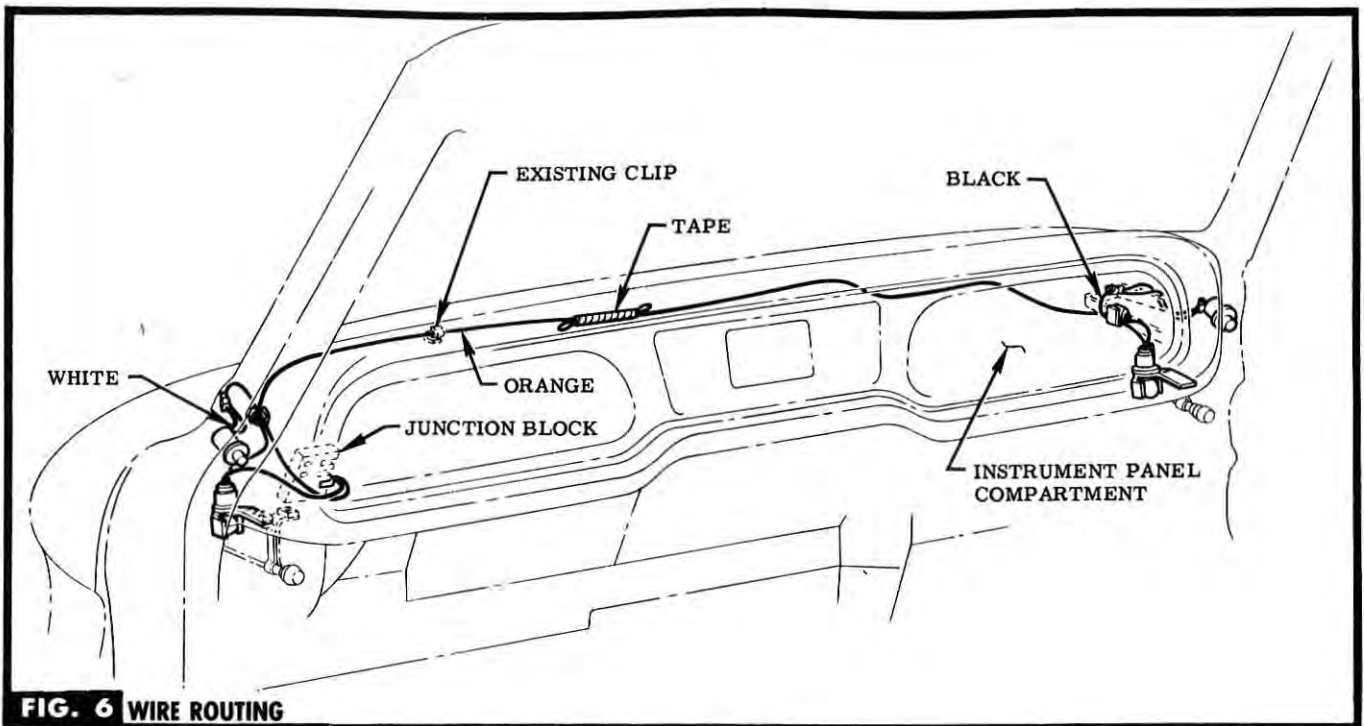 EXISTING CLIP
BLACK
TAPE
WHITE
ORANGE
JUNCTION BLOCK
INSTRUMENT PANEL
COMPARTMENT
FIG. 6 WIRE ROUTING